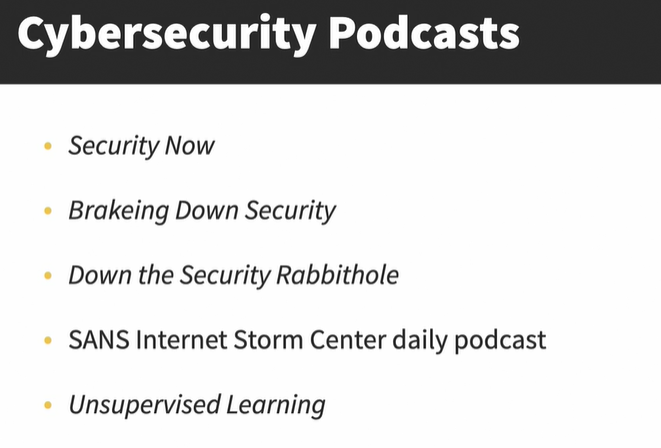 Cybersecurity Podcasts
• Security Now
• Brakeing Down Security
• Down the Security Rabbithole
• SANS Internet Storm Center daily podcast
• Unsupervised Learning